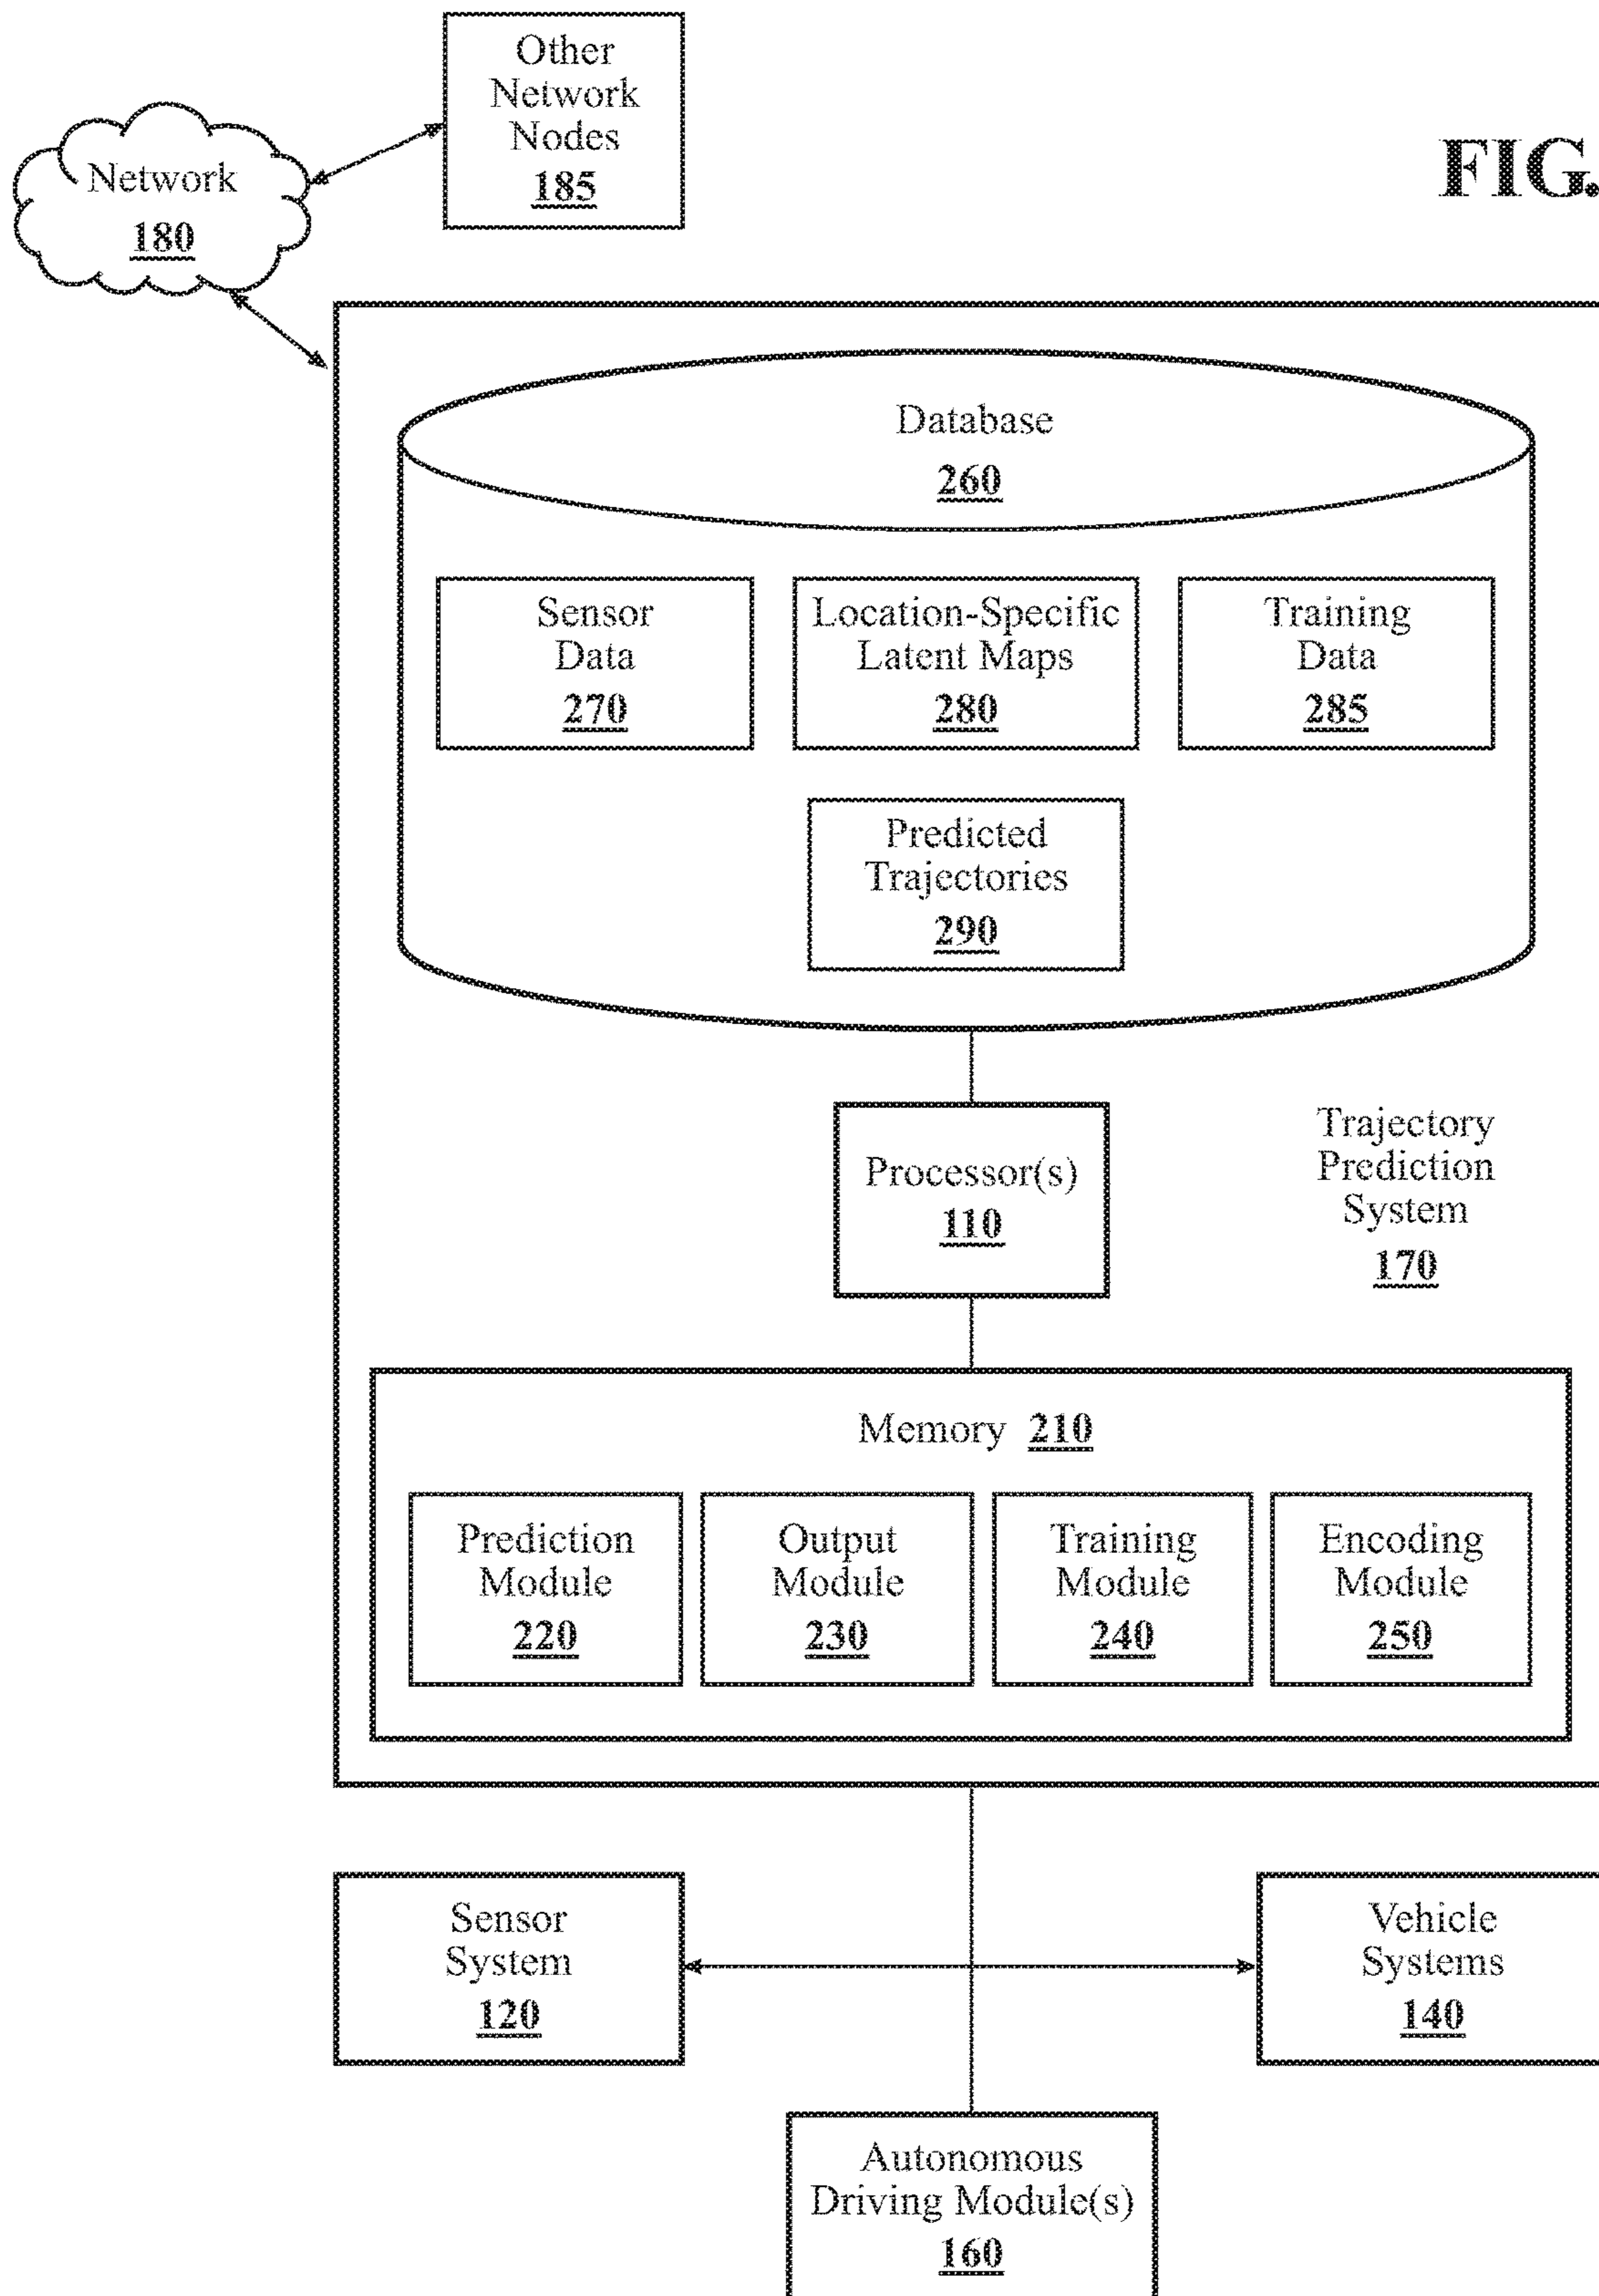 Other
Network
Nodes
185
Network
180
FIG.
Database
260
Sensor
Data
270
Location-Specific
Latent Maps
280
Training
Data
285
Predicted
Trajectories
290
Processor(s)
110
Trajectory
Prediction
System
170
Memory 210
Prediction
Module
220
Output
Module
230
Training
Module
240
Encoding
Module
250
Sensor
System
120
Vehicle
Systems
140
Autonomous
Driving Module(s)
160